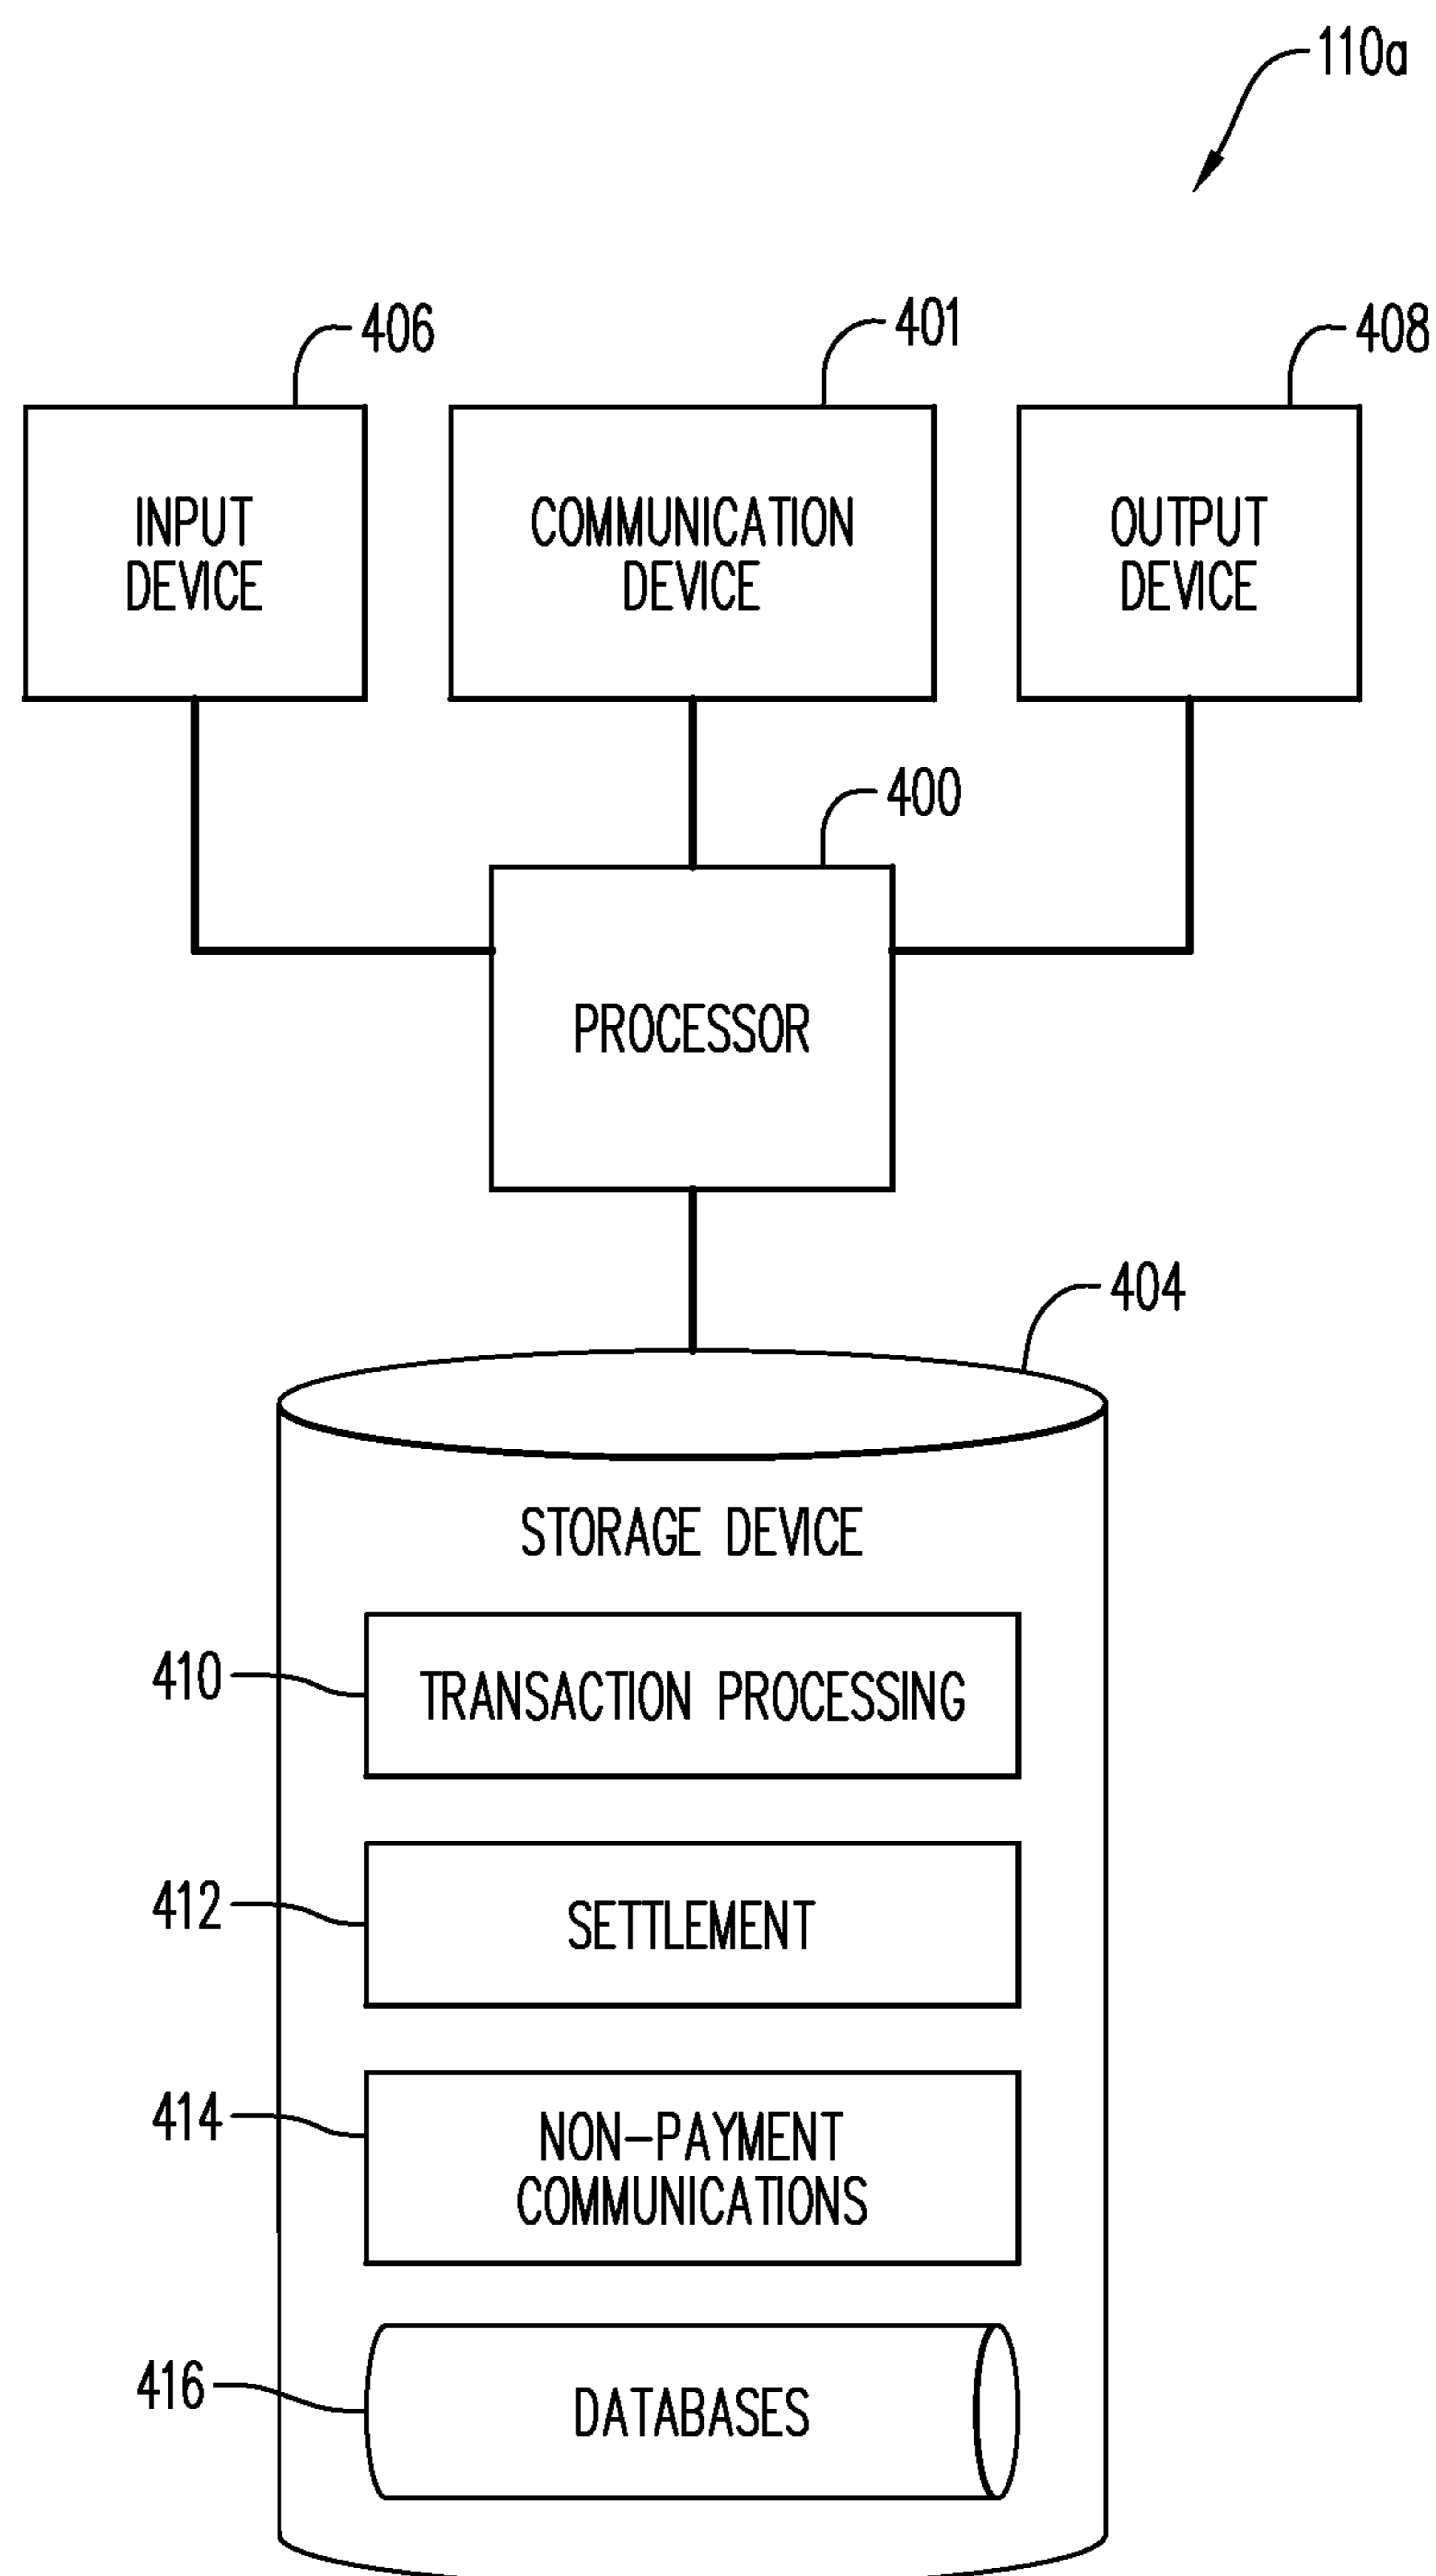 110a
406
401
408
INPUT
DEVICE
COMMUNICATION
DEVICE
OUTPUT
DEVICE
400
PROCESSOR
404
STORAGE DEVICE
410
TRANSACTION PROCESSING
412
SETTLEMENT
414
NON-PAYMENT
COMMUNICATIONS
416
DATABASES